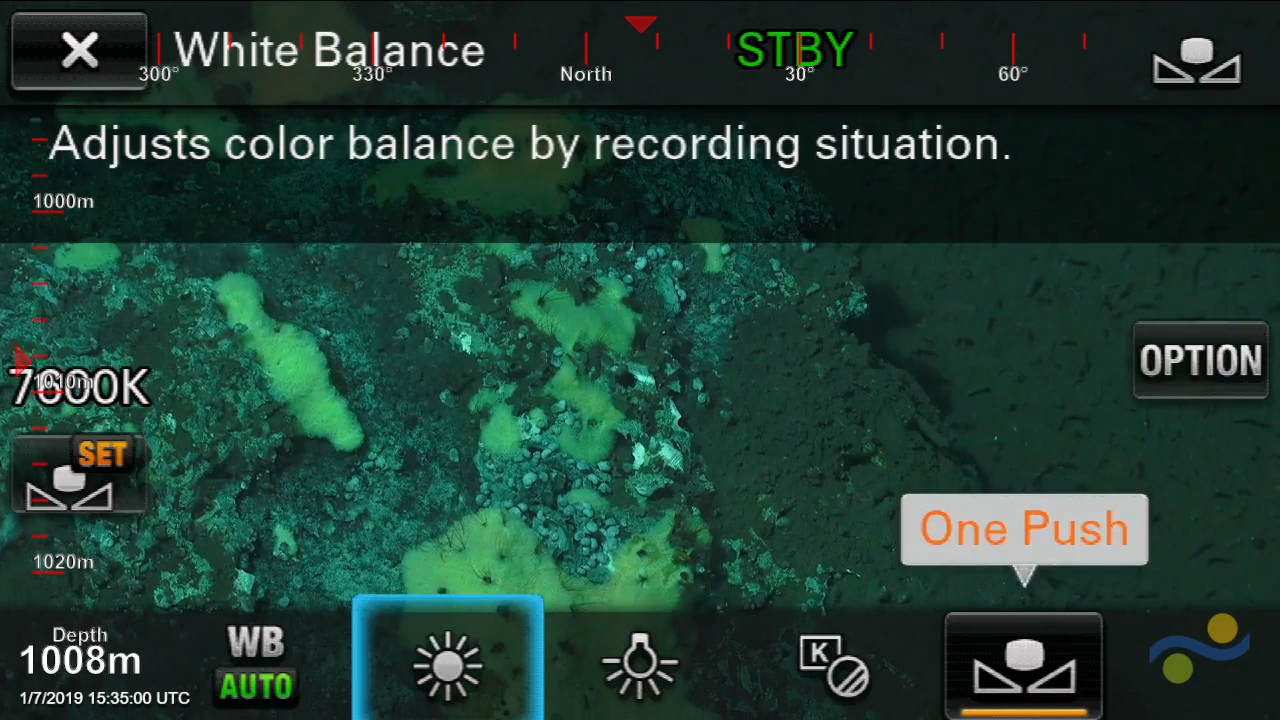 White Balance
STBY
300°
330°
North
30°
60°
Adjusts color balance by recording situation.
1000m
OPTION
1010m
SET
One Push
1020m
Depth
1008m
1/7/2019 15:35:00 UTC
WB
AUTO
K